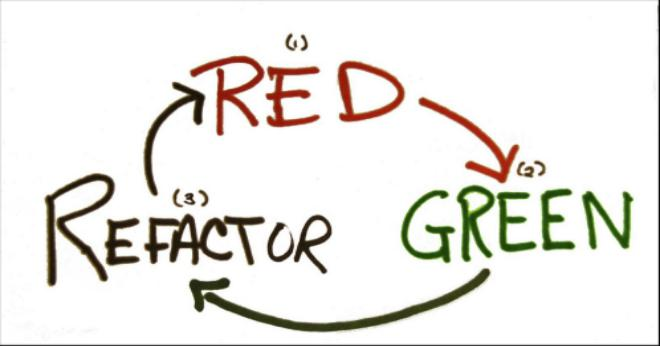 (1)
RED
(2)
GREEN
(3)
REFACTOR